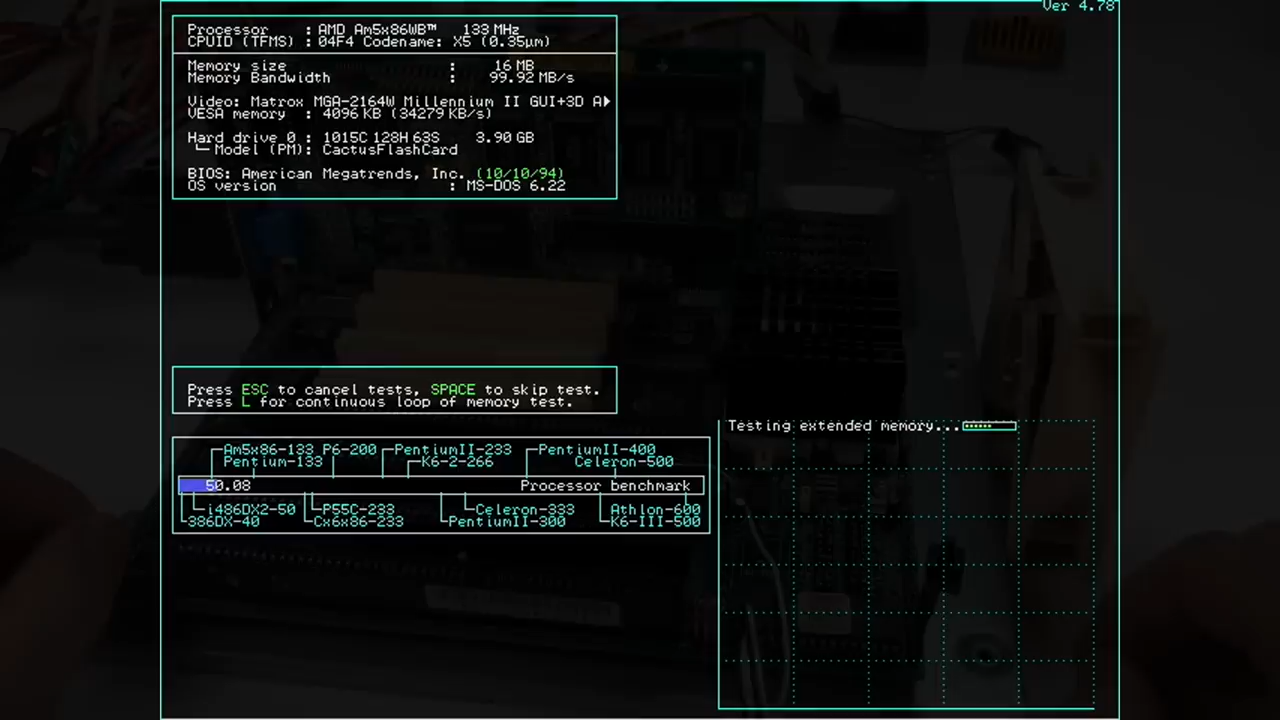 Ver 4.78
Processor : AMD Am5x86WB™ 133 MHz
CPUID (TFMS) : 04F4 Codename: X5 (0.35µm)
Memory size : 16 MB
Memory Bandwidth : 99.92 MB/s
Video: Matrox MGA-2164W Millennium II GUI+3D A
VESA memory : 4096 KB (34279 KB/s)
Hard drive 0 : 1015C 128H 63S 3.90 GB
Model (PM): CactusFlashCard
BIOS: American Megatrends, Inc. (10/10/94)
OS version : MS-DOS 6.22
Press ESC to cancel tests, SPACE to skip test.
Press L for continuous loop of memory test.
Testing extended memory...
Am5x86-133 P6-200 PentiumII-233 PentiumII-400
Pentium-133 K6-2-266 Celeron-500
50.08 Processor benchmark
i486DX2-50 P55C-233 Celeron-333 Athlon-600
386DX-40 Cx6x86-233 PentiumII-300 K6-III-500